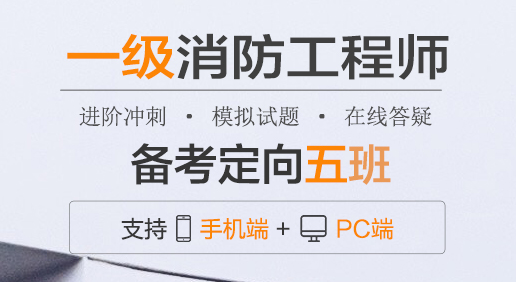 一级消防工程师
进阶冲刺 • 模拟试题 • 在线答疑
备考定向五班
支持 手机端 + PC端